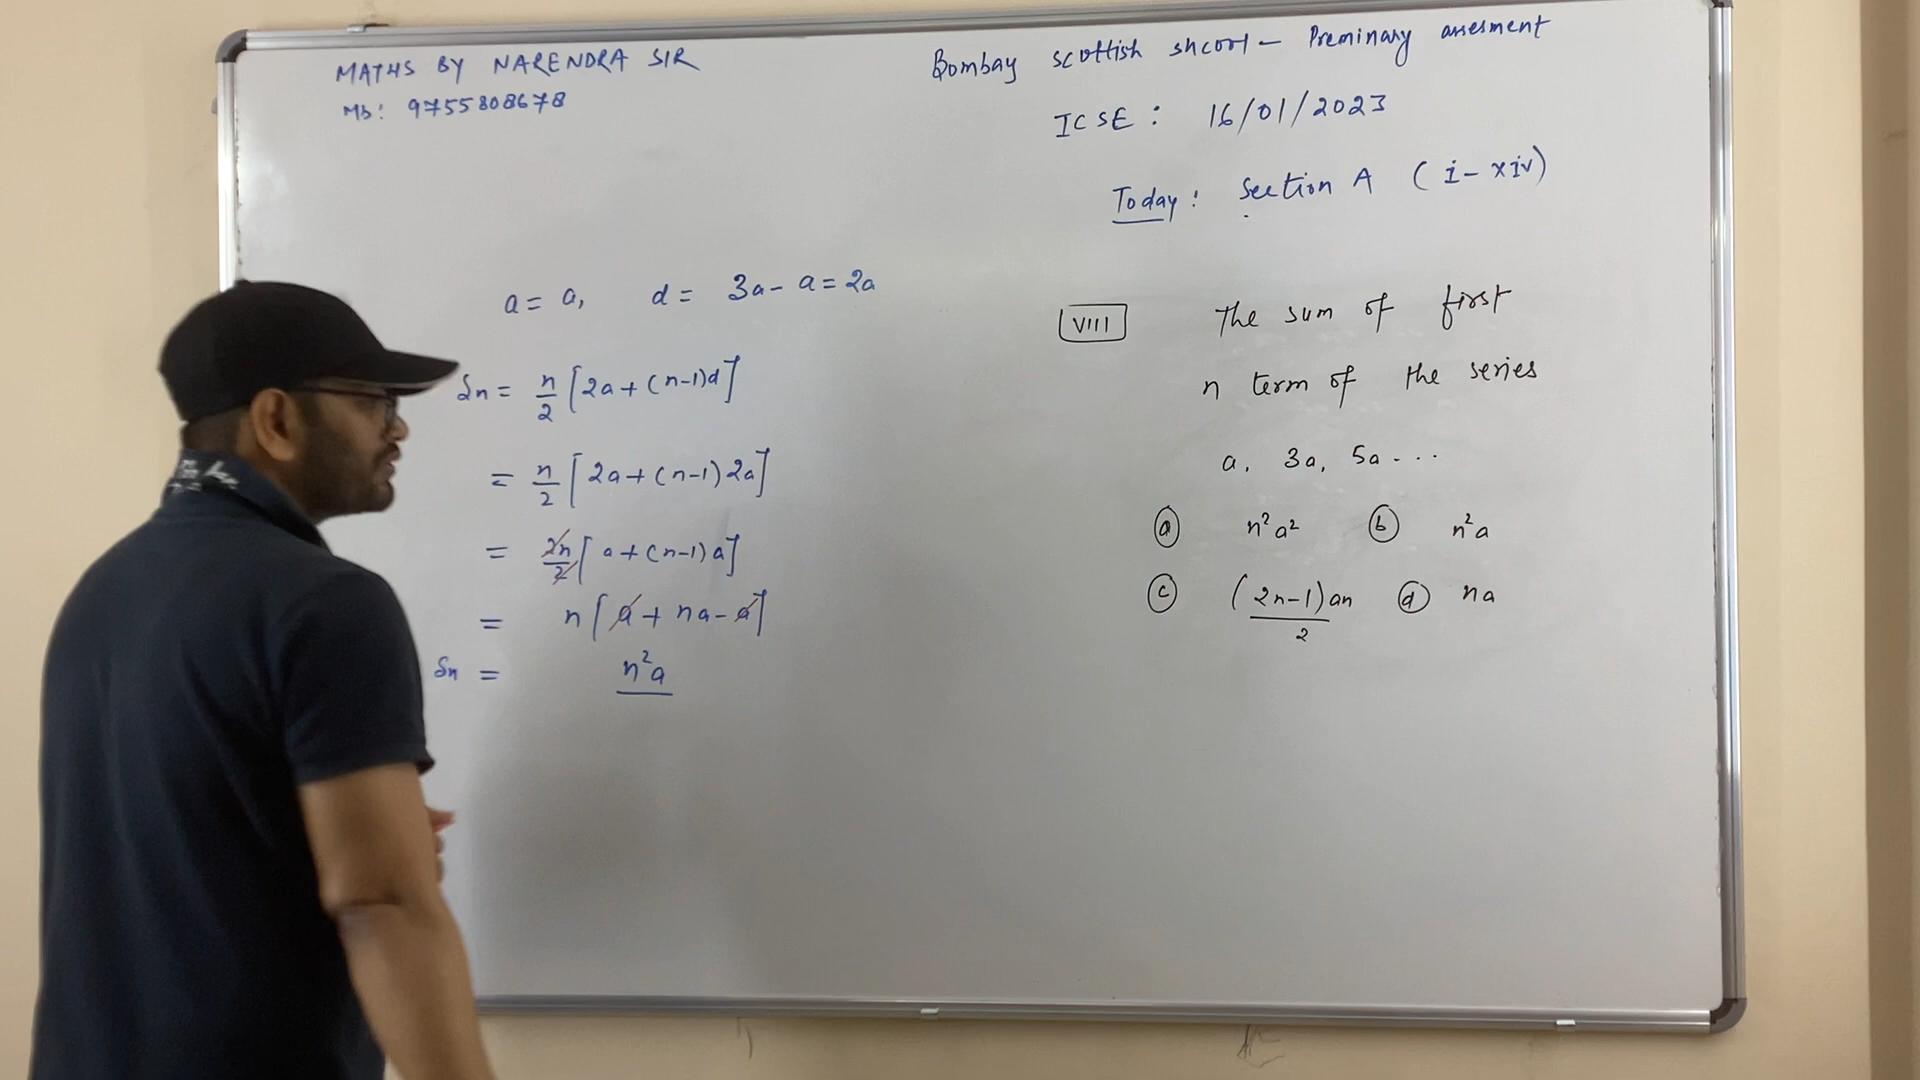 MATHS BY NARENDRA SIR
Mb: 9755808678
Bombay scottish shcool - Preminary assesment
ICSE : 16/01/2023
Today : Section A ( i - xiv)
a = a, d = 3a - a = 2a
Sn = n/2 [2a + (n-1)d]
= n/2 [2a + (n-1) 2a]
= 2n/2 [a + (n-1) a]
= n [a + na - a]
Sn = n²a
VIII The sum of first
n term of the series
a, 3a, 5a ...
(a) n²a² (b) n²a
(c) (2n-1)an/2 (d) na